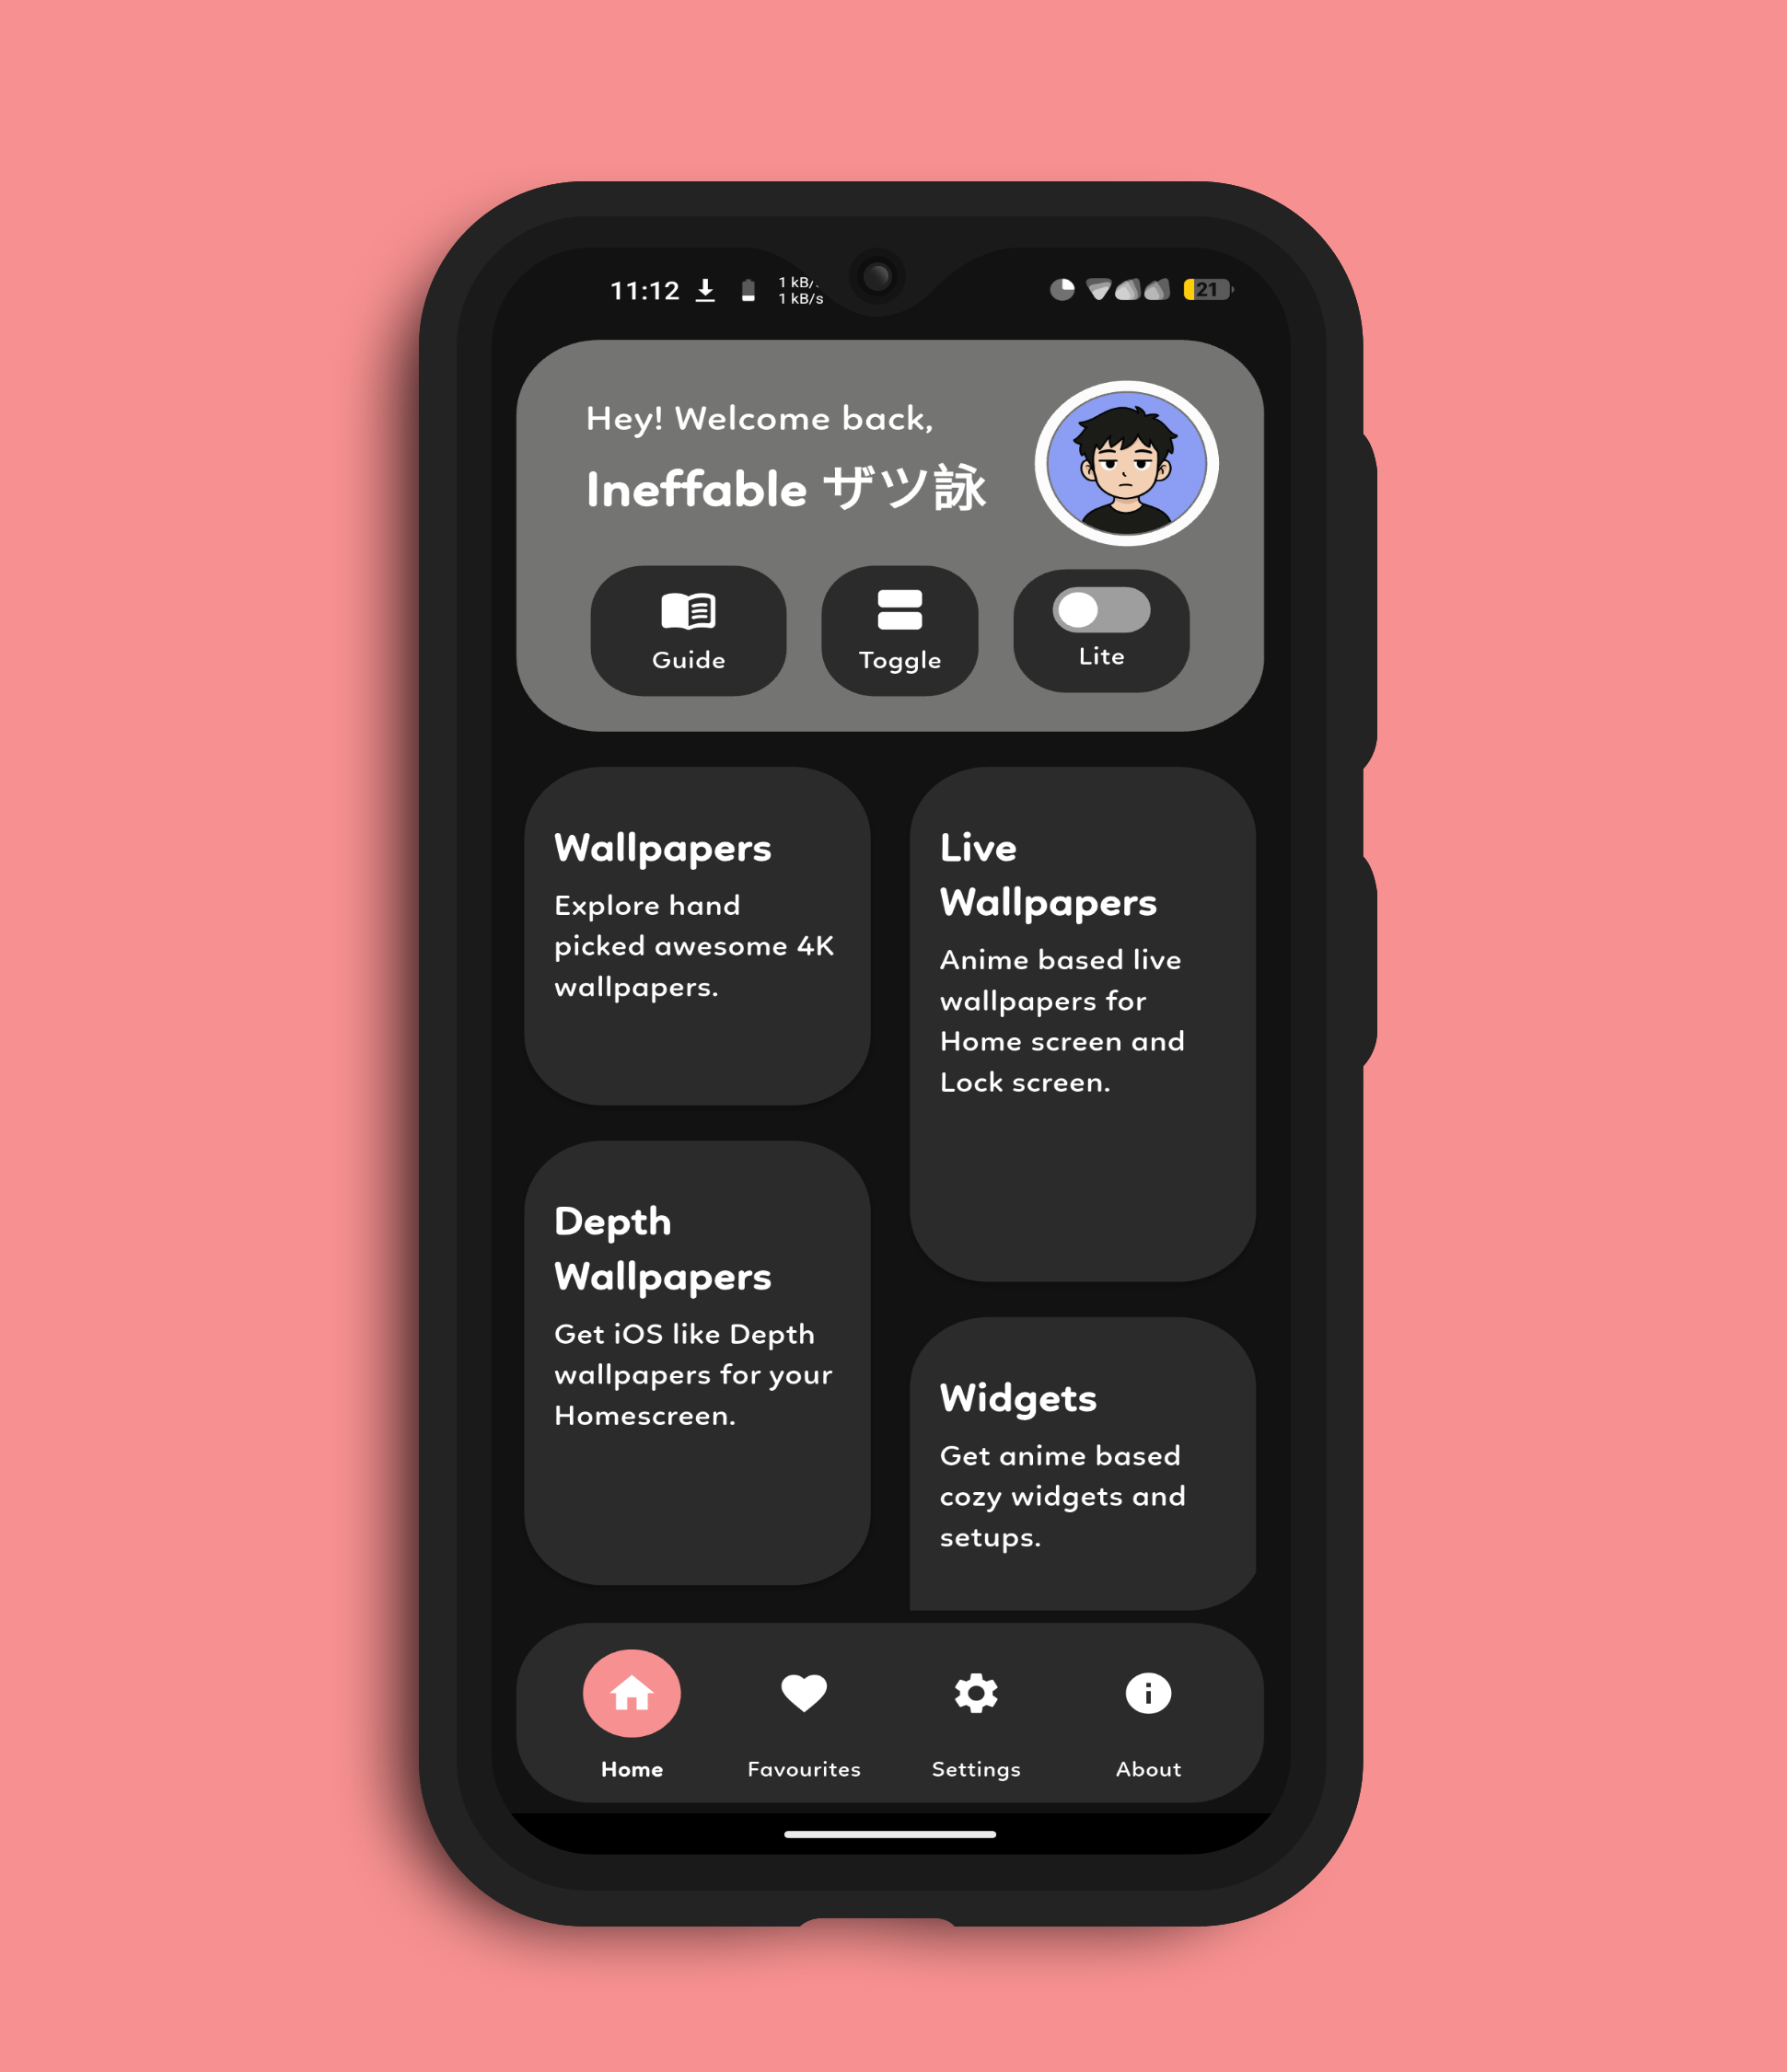 11:12
1 kB/
1 kB/s
21
Hey! Welcome back,
Ineffable ザツ詠
Guide
Toggle
Lite
Wallpapers
Explore hand
picked awesome 4K
wallpapers.
Live
Wallpapers
Anime based live
wallpapers for
Home screen and
Lock screen.
Depth
Wallpapers
Get iOS like Depth
wallpapers for your
Homescreen.
Widgets
Get anime based
cozy widgets and
setups.
Home
Favourites
Settings
About